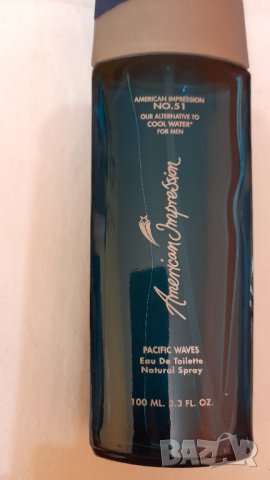 AMERICAN IMPRESSION
NO.51
OUR ALTERNATIVE TO
COOL WATER*
FOR MEN
American Impression
PACIFIC WAVES
Eau De Toilette
Natural Spray
100 ML. 3.3 FL. OZ.
BAZAR